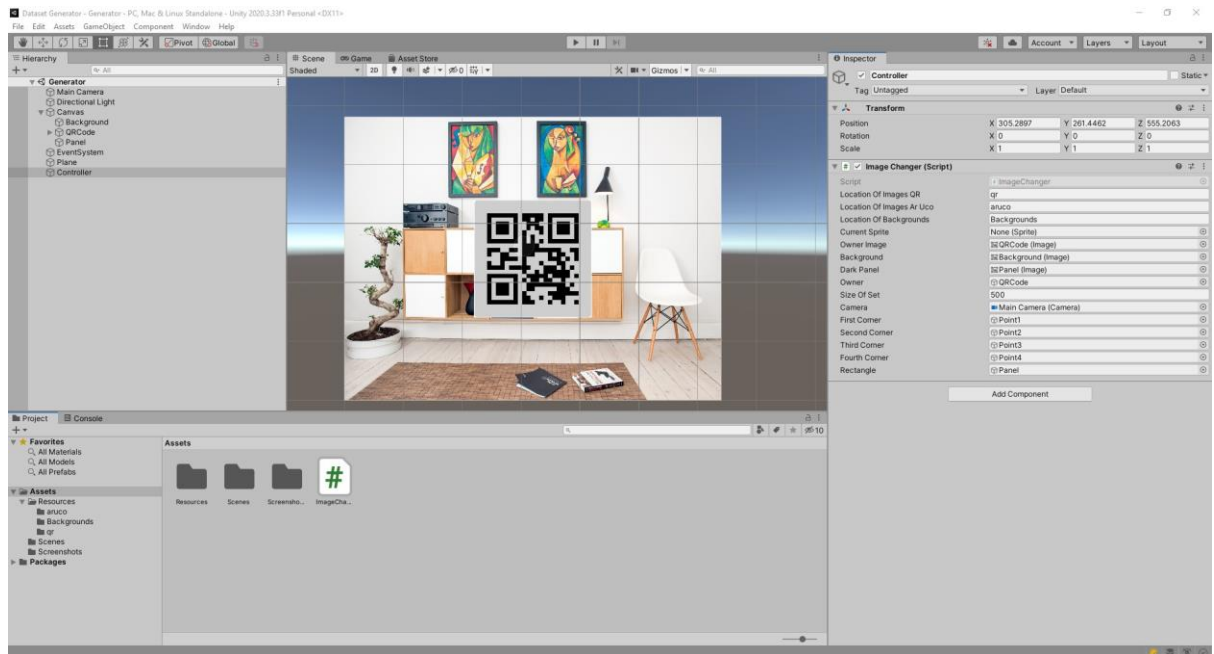 Dataset Generator - Generator - PC, Mac & Linux Standalone - Unity 2020.3.33f1 Personal <DX11>
File Edit Assets GameObject Component Window Help
Pivot Global Account Layers Layout
Hierarchy
All
Generator
Main Camera
Directional Light
Canvas
Background
QRCode
Panel
EventSystem
Plane
Controller
Scene Game Asset Store
Shaded 2D 0 Gizmos All
Inspector
Controller Static
Tag Untagged Layer Default
Transform
Position X 305.2897 Y 261.4462 Z 555.2063
Rotation X 0 Y 0 Z 0
Scale X 1 Y 1 Z 1
# Image Changer (Script)
Script ImageChanger
Location Of Images QR qr
Location Of Images Ar Uco aruco
Location Of Backgrounds Backgrounds
Current Sprite None (Sprite)
Owner Image QRCode (Image)
Background Background (Image)
Dark Panel Panel (Image)
Owner QRCode
Size Of Set 500
Camera Main Camera (Camera)
First Corner Point1
Second Corner Point2
Third Corner Point3
Fourth Corner Point4
Rectangle Panel
Add Component
Project Console
10
Favorites
All Materials
All Models
All Prefabs
Assets
Resources
aruco
Backgrounds
qr
Scenes
Screenshots
Packages
Assets
#
Resources Scenes Screensho... ImageCha...